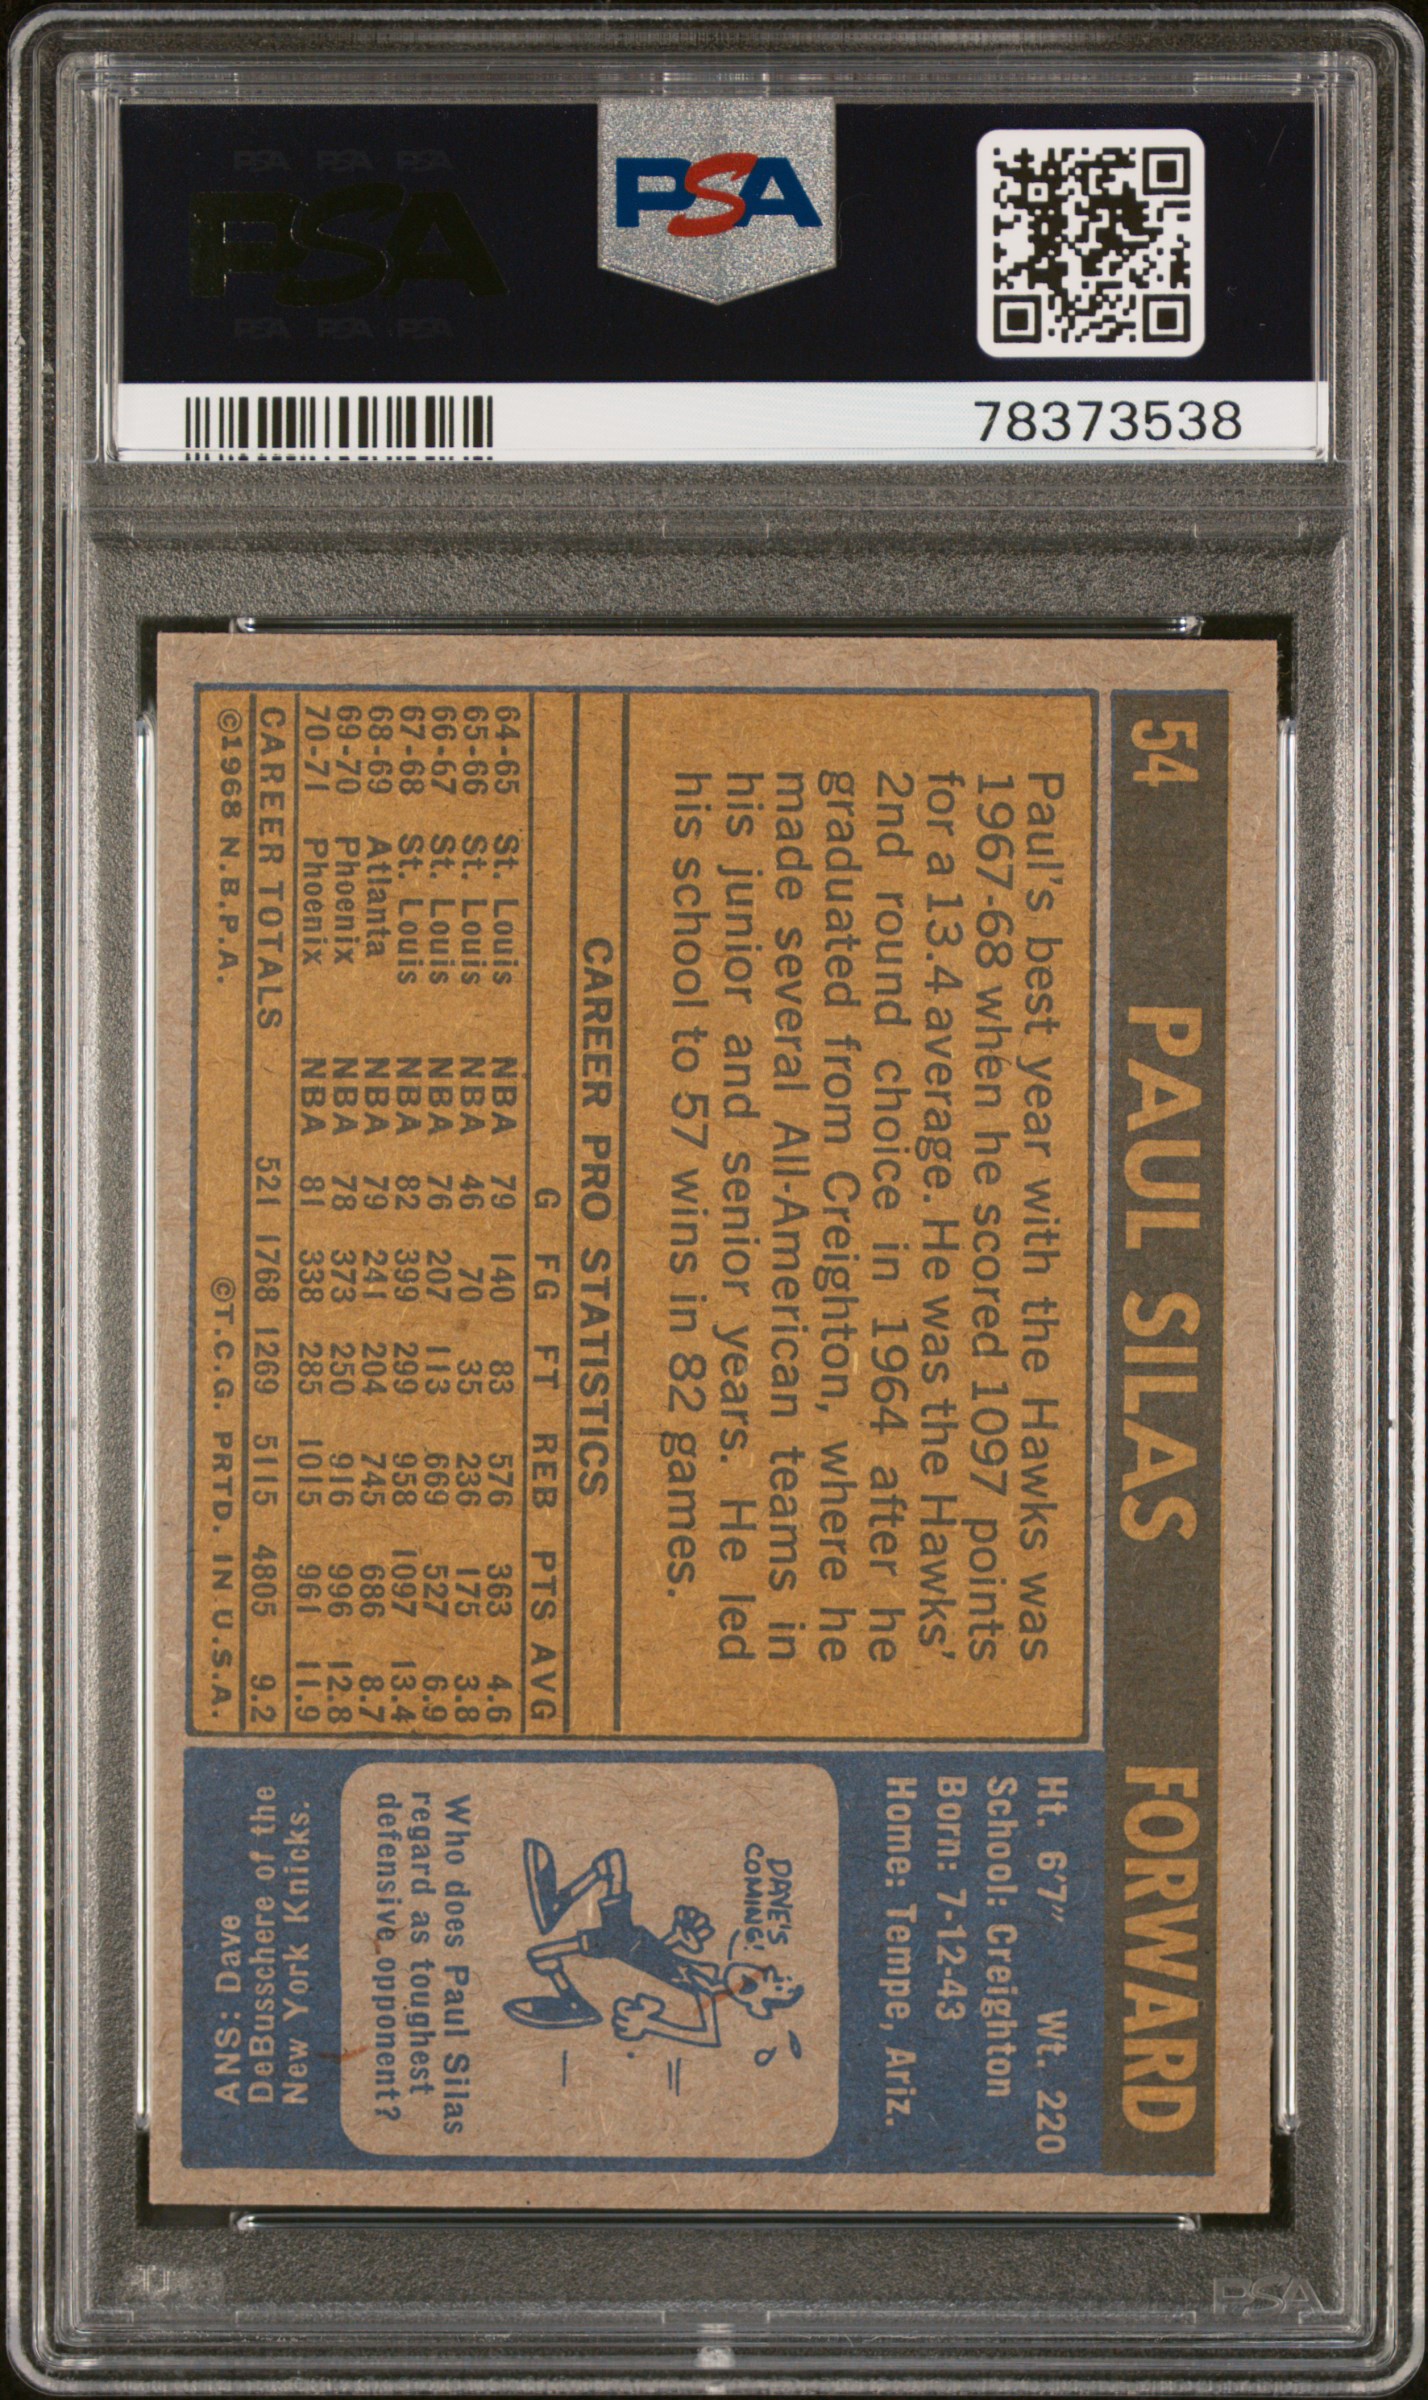 PSA PSA PSA
PSA
PSA PSA PSA
PSA
78373538
54 PAUL SILAS FORWARD
Paul's best year with the Hawks was
1967-68 when he scored 1097 points
for a 13.4 average. He was the Hawks'
2nd round choice in 1964 after he
graduated from Creighton, where he
made several All-American teams in
his junior and senior years. He led
his school to 57 wins in 82 games.
CAREER PRO STATISTICS
G FG FT REB PTS AVG
64-65 St. Louis NBA 79 140 83 576 363 4.6
65-66 St. Louis NBA 46 70 35 236 175 3.8
66-67 St. Louis NBA 76 207 113 669 527 6.9
67-68 St. Louis NBA 82 399 299 958 1097 13.4
68-69 Atlanta NBA 79 241 204 745 686 8.7
69-70 Phoenix NBA 78 373 250 916 996 12.8
70-71 Phoenix NBA 81 338 285 1015 961 11.9
CAREER TOTALS 521 1768 1269 5115 4805 9.2
©1968 N.B.P.A. ©T.C.G. PRTD. IN U.S.A.
Ht. 6'7" Wt. 220
School: Creighton
Born: 7-12-43
Home: Tempe, Ariz.
DAVE'S
COMING!
Who does Paul Silas
regard as toughest
defensive opponent?
ANS: Dave
DeBusschere of the
New York Knicks.
PSA